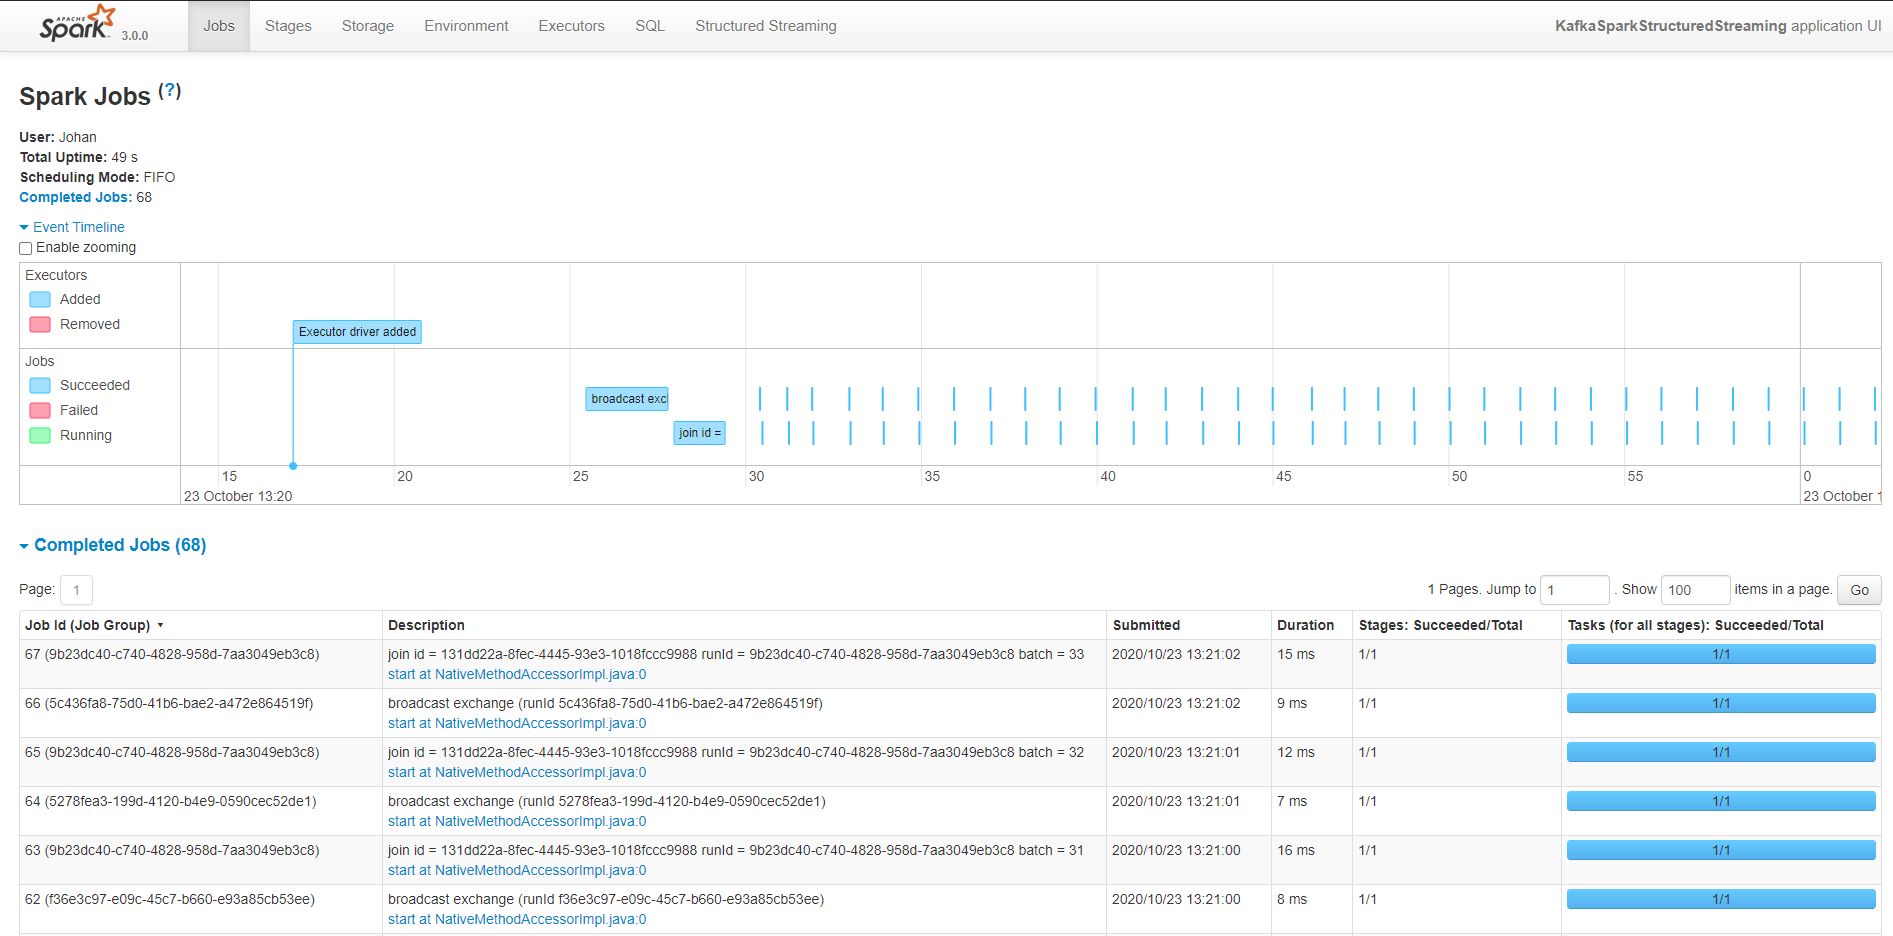 APACHE
Spark 3.0.0 Jobs Stages Storage Environment Executors SQL Structured Streaming KafkaSparkStructuredStreaming application UI
Spark Jobs (?)
User: Johan
Total Uptime: 49 s
Scheduling Mode: FIFO
Completed Jobs: 68
Event Timeline
Enable zooming
Executors
Added
Removed
Executor driver added
Jobs
Succeeded
Failed
Running
broadcast excl
join id =
15 20 25 30 35 40 45 50 55 0
23 October 13:20 23 October 1
Completed Jobs (68)
Page: 1 1 Pages. Jump to 1 . Show 100 items in a page. Go
Job Id (Job Group) Description Submitted Duration Stages: Succeeded/Total Tasks (for all stages): Succeeded/Total
67 (9b23dc40-c740-4828-958d-7aa3049eb3c8) join id = 131dd22a-8fec-4445-93e3-1018fccc9988 runId = 9b23dc40-c740-4828-958d-7aa3049eb3c8 batch = 33 2020/10/23 13:21:02 15 ms 1/1 1/1
start at NativeMethodAccessorImpl.java:0
66 (5c436fa8-75d0-41b6-bae2-a472e864519f) broadcast exchange (runId 5c436fa8-75d0-41b6-bae2-a472e864519f) 2020/10/23 13:21:02 9 ms 1/1 1/1
start at NativeMethodAccessorImpl.java:0
65 (9b23dc40-c740-4828-958d-7aa3049eb3c8) join id = 131dd22a-8fec-4445-93e3-1018fccc9988 runId = 9b23dc40-c740-4828-958d-7aa3049eb3c8 batch = 32 2020/10/23 13:21:01 12 ms 1/1 1/1
start at NativeMethodAccessorImpl.java:0
64 (5278fea3-199d-4120-b4e9-0590cec52de1) broadcast exchange (runId 5278fea3-199d-4120-b4e9-0590cec52de1) 2020/10/23 13:21:01 7 ms 1/1 1/1
start at NativeMethodAccessorImpl.java:0
63 (9b23dc40-c740-4828-958d-7aa3049eb3c8) join id = 131dd22a-8fec-4445-93e3-1018fccc9988 runId = 9b23dc40-c740-4828-958d-7aa3049eb3c8 batch = 31 2020/10/23 13:21:00 16 ms 1/1 1/1
start at NativeMethodAccessorImpl.java:0
62 (f36e3c97-e09c-45c7-b660-e93a85cb53ee) broadcast exchange (runId f36e3c97-e09c-45c7-b660-e93a85cb53ee) 2020/10/23 13:21:00 8 ms 1/1 1/1
start at NativeMethodAccessorImpl.java:0